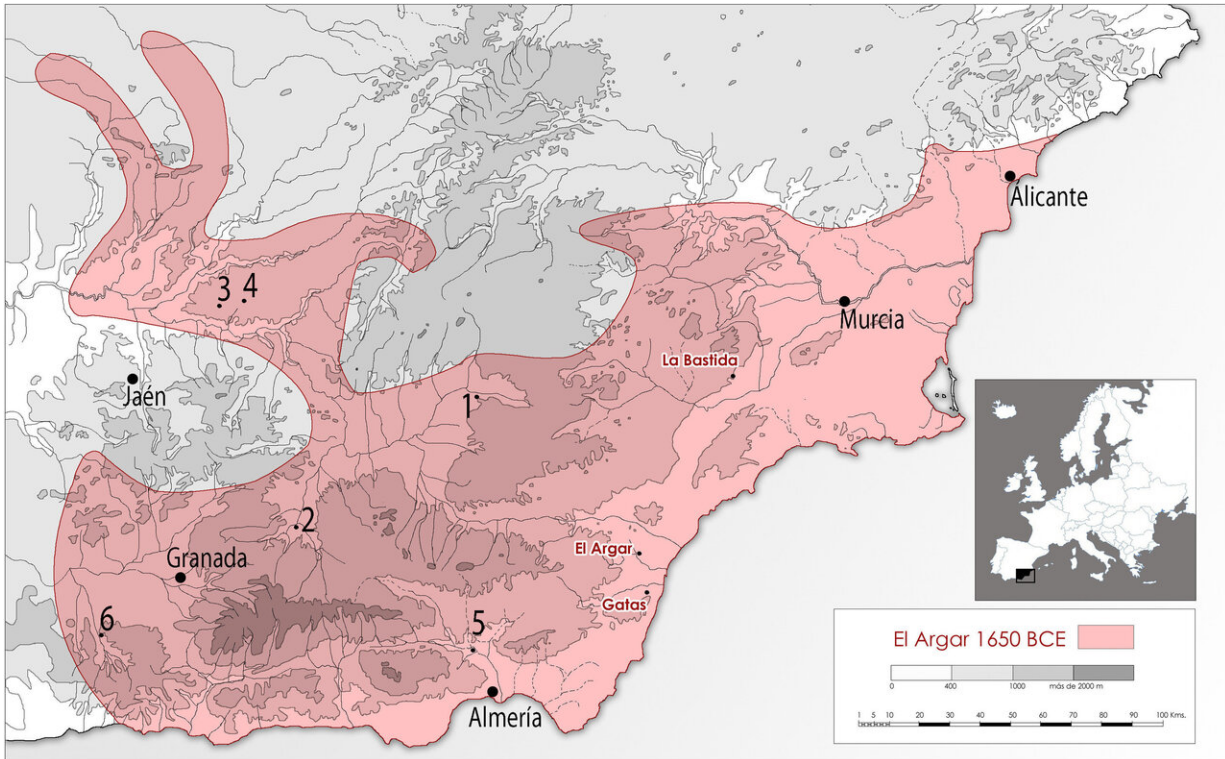 Alicante
3 4
Murcia
La Bastida
Jaén
1
2
El Argar
Granada
Gatas
6
5
Almería
El Argar 1650 BCE
0 400 1000 más de 2000 m
1 5 10 20 30 40 50 60 70 80 90 100 Kms.